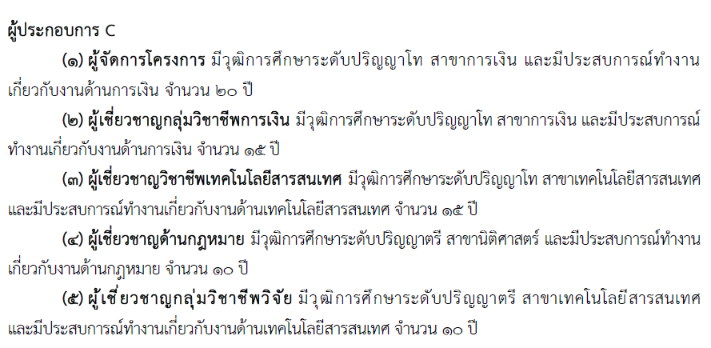 ผู้ประกอบการ C
(๑) ผู้จัดการโครงการ มีวุฒิการศึกษาระดับปริญญาโท สาขาการเงิน และมีประสบการณ์ทำงาน
เกี่ยวกับงานด้านการเงิน จำนวน ๒๐ ปี
(๒) ผู้เชี่ยวชาญกลุ่มวิชาชีพการเงิน มีวุฒิการศึกษาระดับปริญญาโท สาขาการเงิน และมีประสบการณ์
ทำงานเกี่ยวกับงานด้านการเงิน จำนวน ๑๕ ปี
(๓) ผู้เชี่ยวชาญวิชาชีพเทคโนโลยีสารสนเทศ มีวุฒิการศึกษาระดับปริญญาโท สาขาเทคโนโลยีสารสนเทศ
และมีประสบการณ์ทำงานเกี่ยวกับงานด้านเทคโนโลยีสารสนเทศ จำนวน ๑๕ ปี
(๔) ผู้เชี่ยวชาญด้านกฎหมาย มีวุฒิการศึกษาระดับปริญญาตรี สาขานิติศาสตร์ และมีประสบการณ์ทำงาน
เกี่ยวกับงานด้านกฎหมาย จำนวน ๑๐ ปี
(๕) ผู้เชี่ยวชาญกลุ่มวิชาชีพวิจัย มีวุฒิการศึกษาระดับปริญญาตรี สาขาเทคโนโลยีสารสนเทศ
และมีประสบการณ์ทำงานเกี่ยวกับงานด้านเทคโนโลยีสารสนเทศ จำนวน ๑๐ ปี